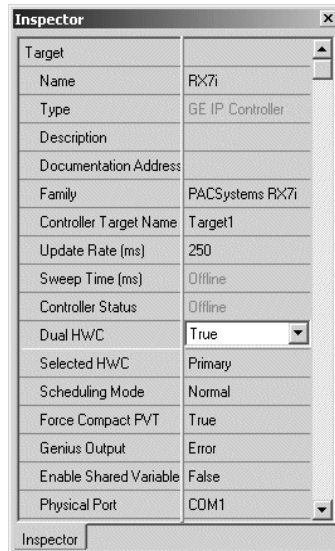 Inspector
Target
Name RX7i
Type GE IP Controller
Description
Documentation Address
Family PACSystems RX7i
Controller Target Name Target1
Update Rate (ms) 250
Sweep Time (ms) Offline
Controller Status Offline
Dual HWC True
Selected HWC Primary
Scheduling Mode Normal
Force Compact PVT True
Genius Output Error
Enable Shared Variable False
Physical Port COM1
Inspector